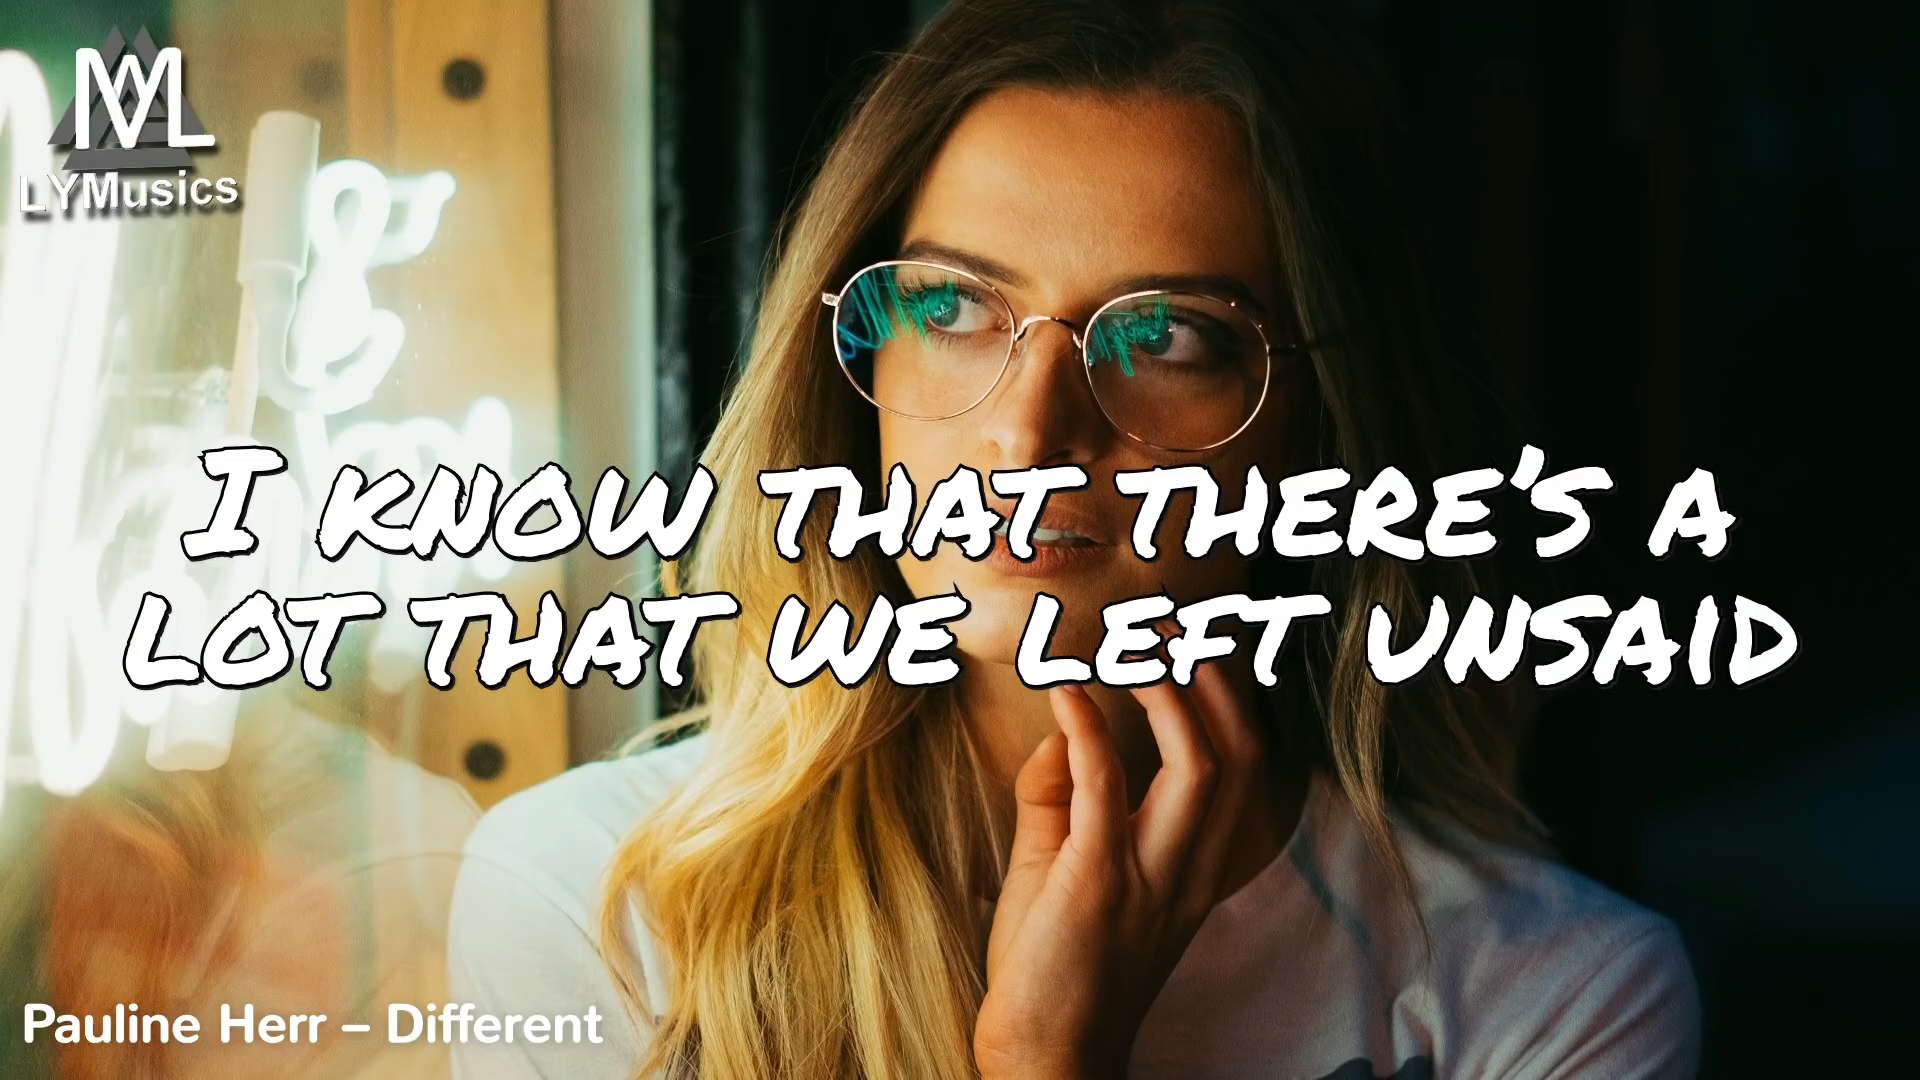 LYMusics
I KNOW THAT THERE'S A
LOT THAT WE LEFT UNSAID
Pauline Herr – Different